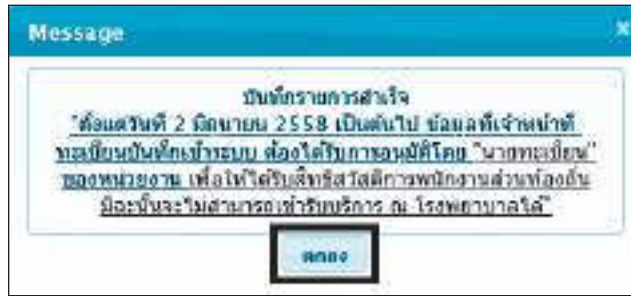 Message
บันทึกรายการสำเร็จ
"ตั้งแต่วันที่ 2 มิถุนายน 2558 เป็นต้นไป ข้อมูลที่เจ้าหน้าที่
ทะเบียนบันทึกเข้าระบบ ต้องได้รับการอนุมัติโดย "นายทะเบียน"
ของหน่วยงาน เพื่อให้ได้รับสิทธิสวัสดิการพนักงานส่วนท้องถิ่น
มิฉะนั้นจะไม่สามารถเข้ารับบริการ ณ โรงพยาบาลได้"
ตกลง